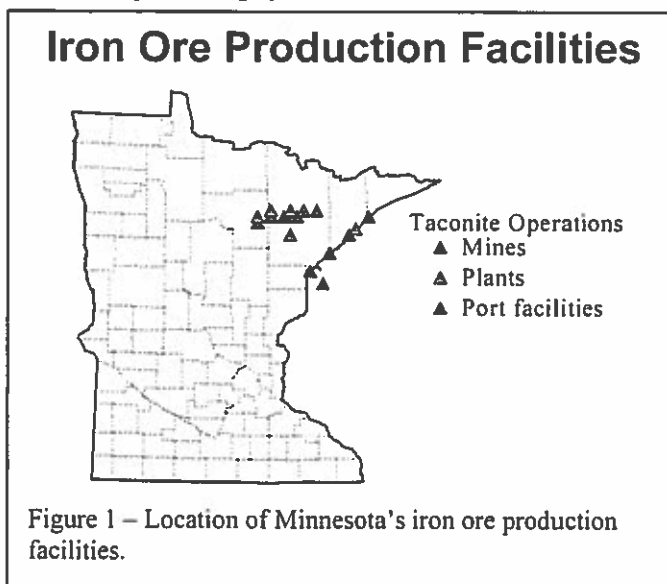 Iron Ore Production Facilities
Taconite Operations
Mines
Plants
Port facilities
Figure 1 – Location of Minnesota's iron ore production
facilities.